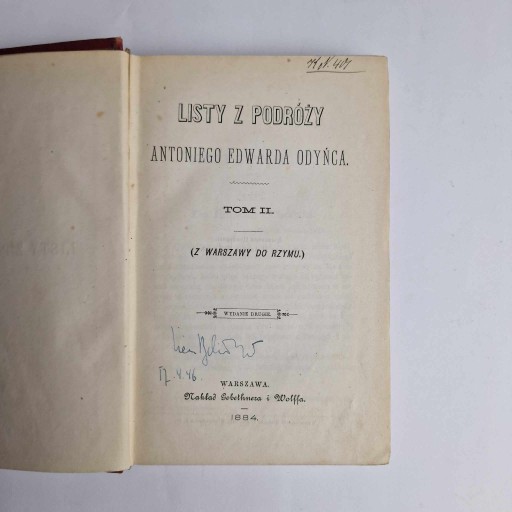 LISTY Z PODRÓŻY
ANTONIEGO EDWARDA ODYŃCA.
TOM II.
(Z WARSZAWY DO RZYMU.)
WYDANIE DRUGIE.
17.4.46
WARSZAWA.
Nakład Gebethnera i Wolffa.
1884.